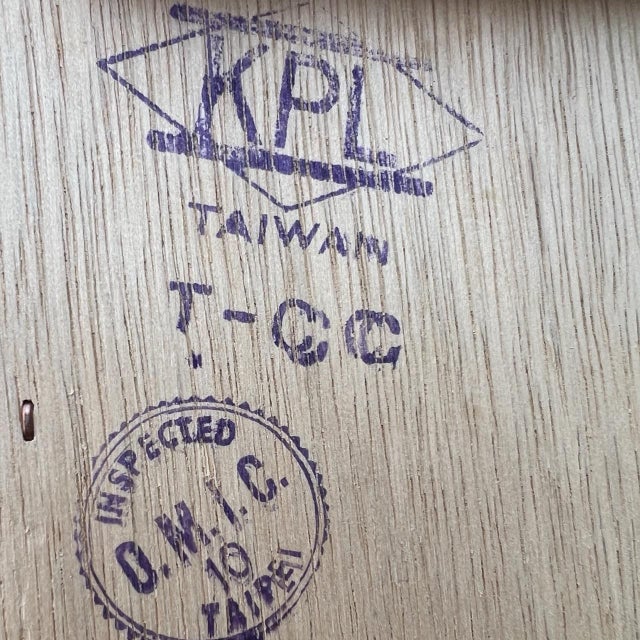 KPL
TAIWAN
T-CC
INSPECTED
O.M.I.C.
10
TAIPEI